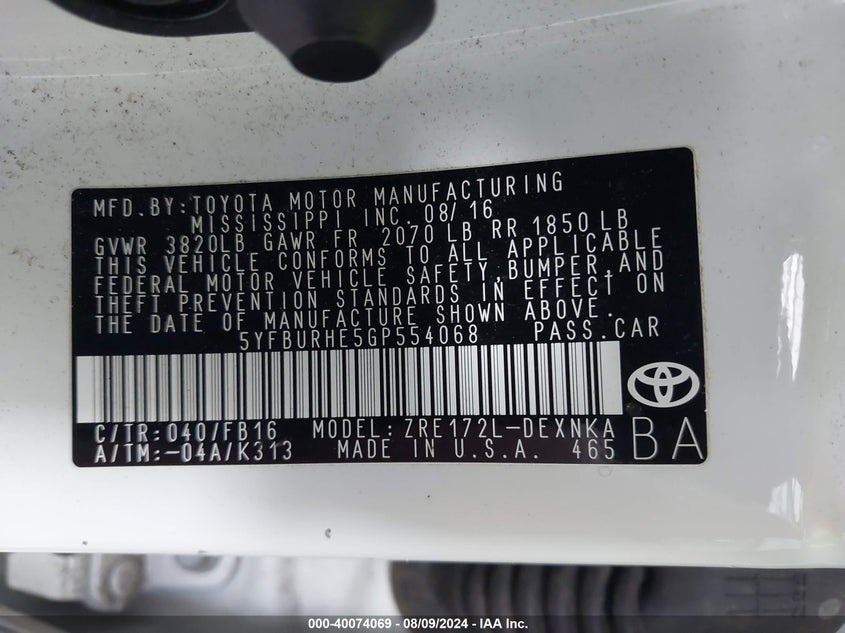 MFD.BY:TOYOTA MOTOR MANUFACTURING
MISSISSIPPI INC. 08/16
GVWR 3820LB GAWR FR 2070 LB RR 1850 LB
THIS VEHICLE CONFORMS TO ALL APPLICABLE
FEDERAL MOTOR VEHICLE SAFETY,BUMPER,AND
THEFT PREVENTION STANDARDS IN EFFECT ON
THE DATE OF MANUFACTURE SHOWN ABOVE.
5YFBURHE5GP554068 PASS.CAR
C/TR:040/FB16 MODEL:ZRE172L-DEXNKA
A/TM:-04A/K313 MADE IN U.S.A. 465
BA
000-40074069 | 08/09/2024 - IAA Inc.